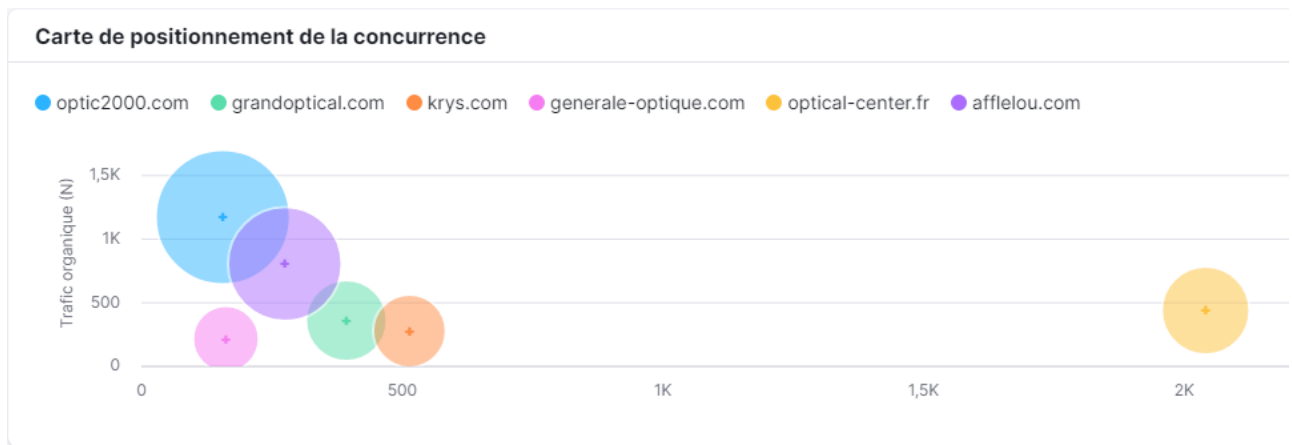 Carte de positionnement de la concurrence
optic2000.com grandoptical.com krys.com generale-optique.com optical-center.fr afflelou.com
Trafic organique (N)
1,5K
1K
500
0
0 500 1K 1,5K 2K